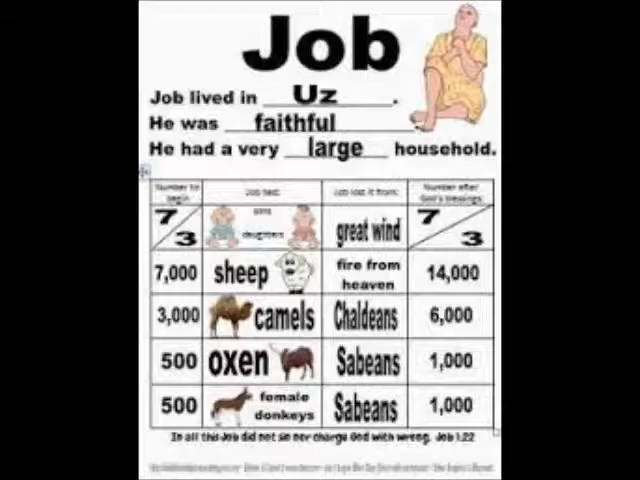 Job
Job lived in Uz.
He was faithful
He had a very large household.
Number to begin Job had: Job lost it from: Number after God's blessings:
7/3 sons daughters great wind 7/3
7,000 sheep fire from heaven 14,000
3,000 camels Chaldeans 6,000
500 oxen Sabeans 1,000
500 female donkeys Sabeans 1,000
In all this Job did not sin nor charge God with wrong. Job 1:22